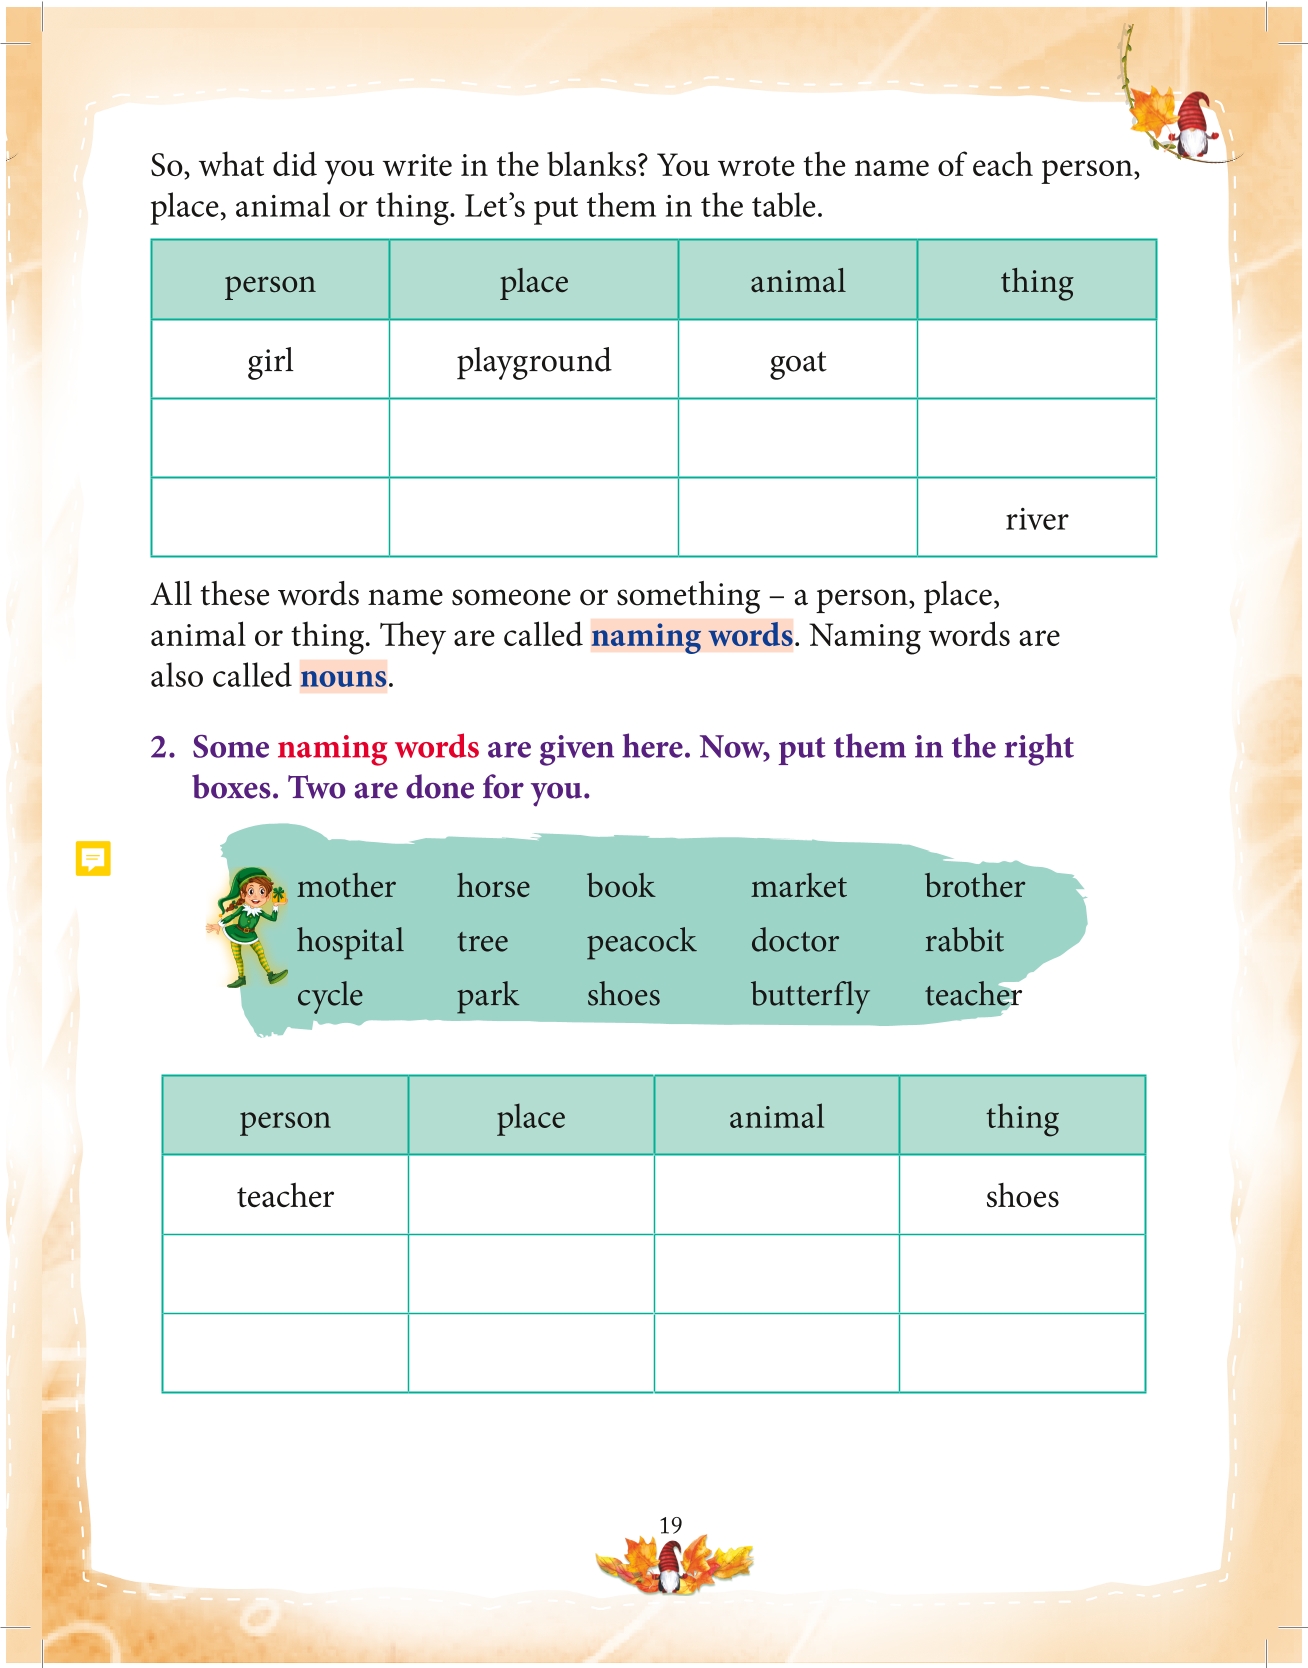 So, what did you write in the blanks? You wrote the name of each person,
place, animal or thing. Let’s put them in the table.
person place animal thing
girl playground goat
river
All these words name someone or something – a person, place,
animal or thing. They are called naming words. Naming words are
also called nouns.
2. Some naming words are given here. Now, put them in the right
boxes. Two are done for you.
mother horse book market brother
hospital tree peacock doctor rabbit
cycle park shoes butterfly teacher
person place animal thing
teacher shoes
19